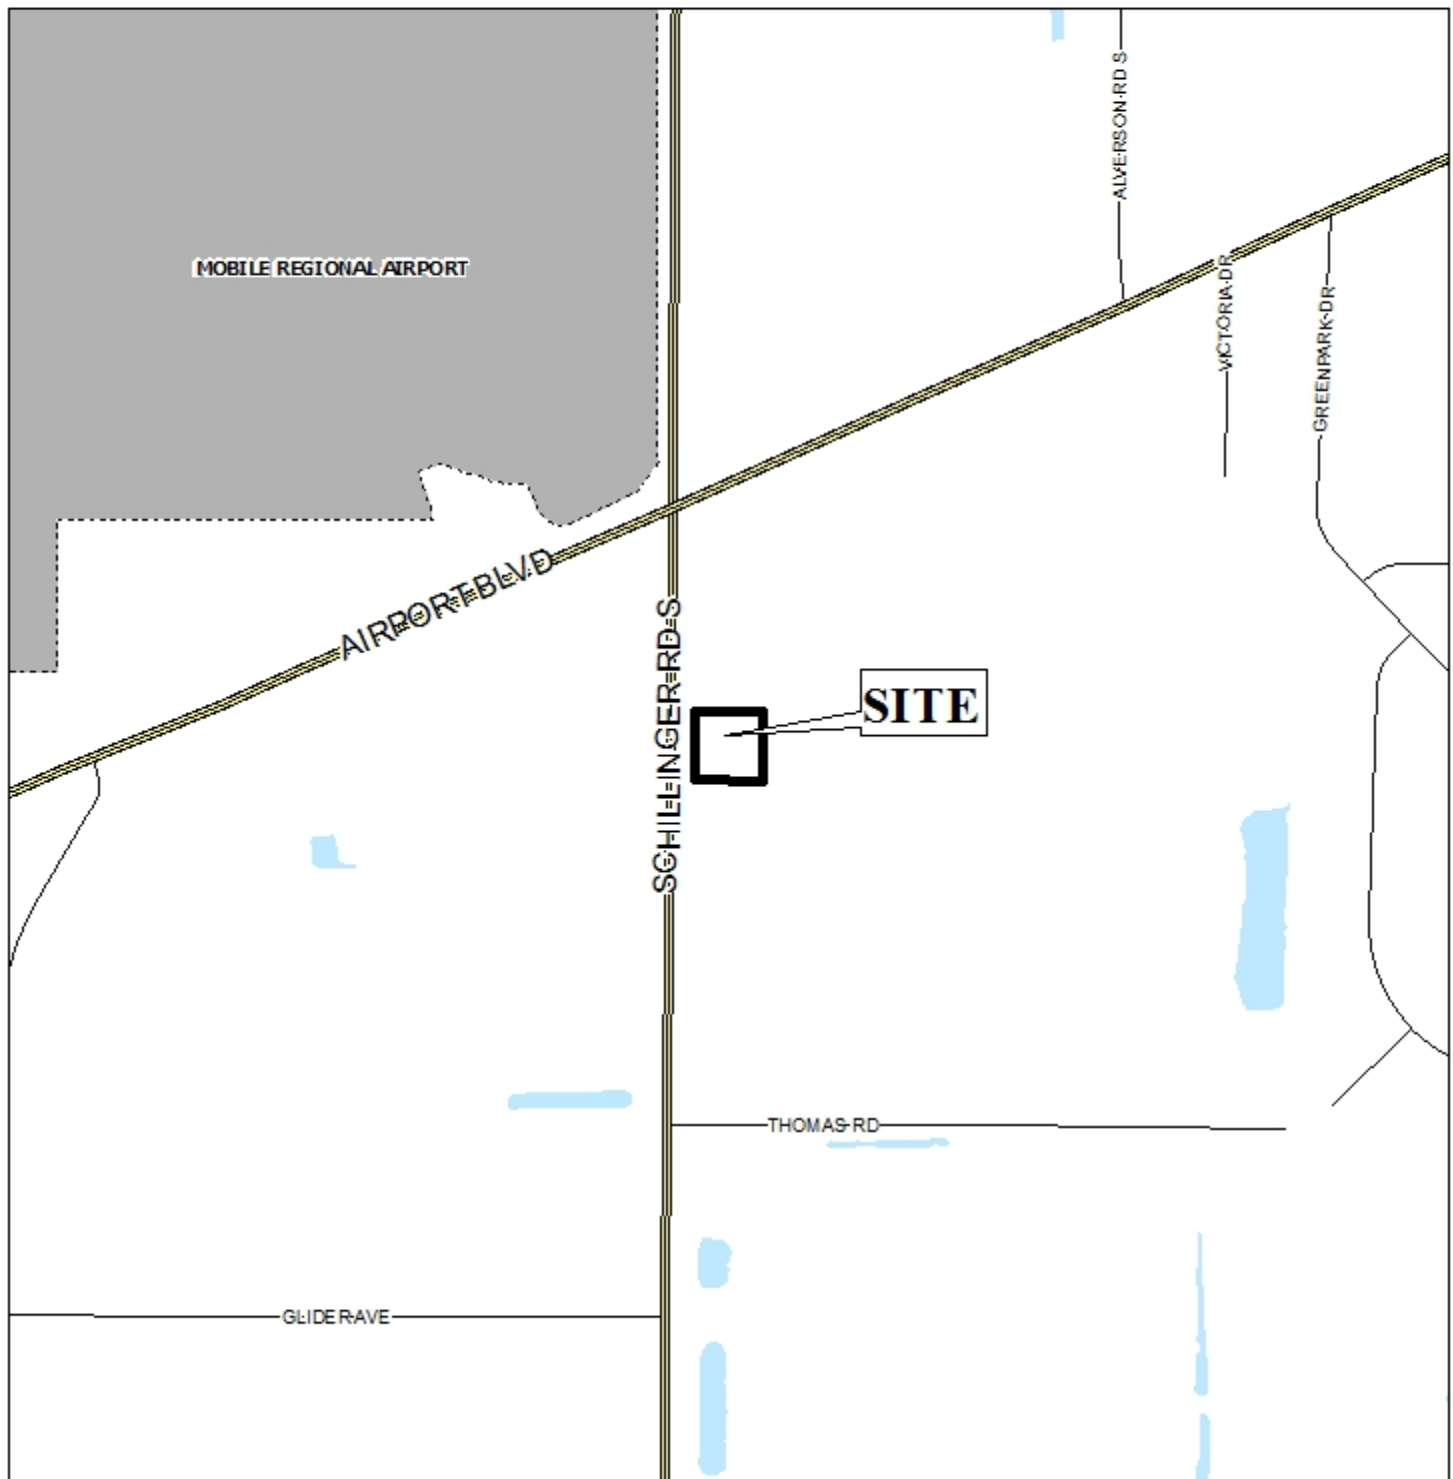 ALVERSON RD S
MOBILE REGIONAL AIRPORT
VICTORIA DR
GREENPARK DR
AIRPORT BLVD
SCHILLINGER RD S
SITE
THOMAS RD
GLIDER AVE